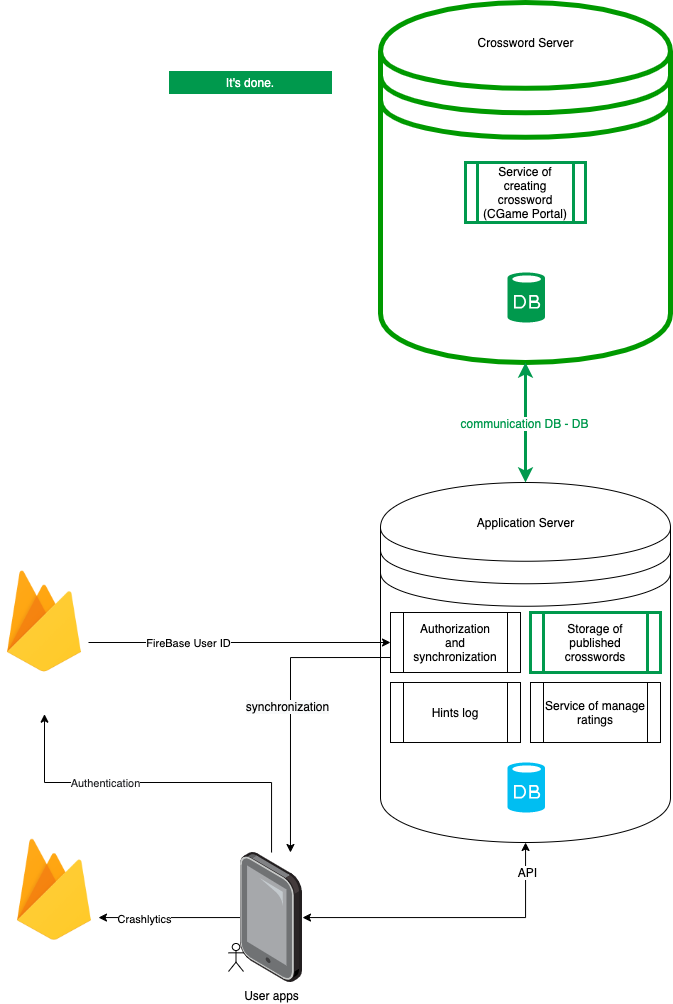 Crossword Server
It's done.
Service of
creating
crossword
(CGame Portal)
DB
communication DB - DB
Application Server
FireBase User ID
Authorization
and
synchronization
Storage of
published
crosswords
synchronization
Hints log
Service of manage
ratings
Authentication
DB
API
Crashlytics
User apps